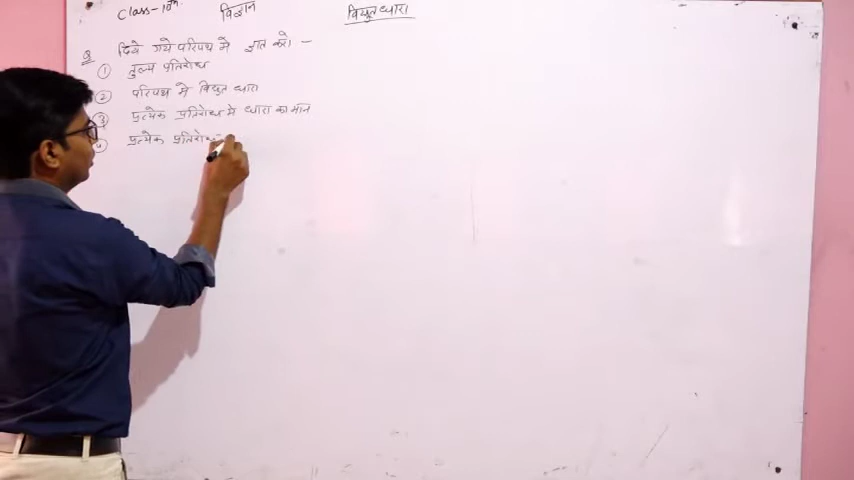 Class-10th विज्ञान विद्युत धारा
Q दिये गये परिपथ में ज्ञात करो -
① तुल्य प्रतिरोध
② परिपथ में विद्युत धारा
③ प्रत्येक प्रतिरोध में धारा का मान
④ प्रत्येक प्रतिरोध